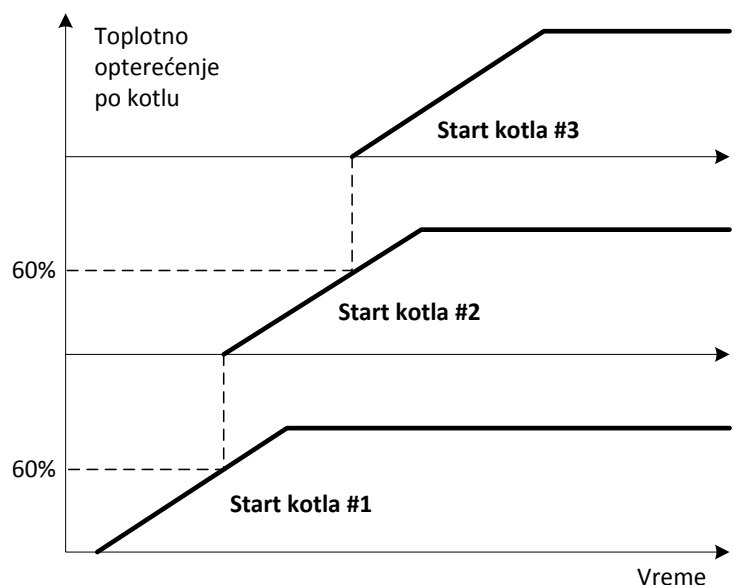 Toplotno
opterećenje
po kotlu
Start kotla #3
60%
Start kotla #2
60%
Start kotla #1
Vreme